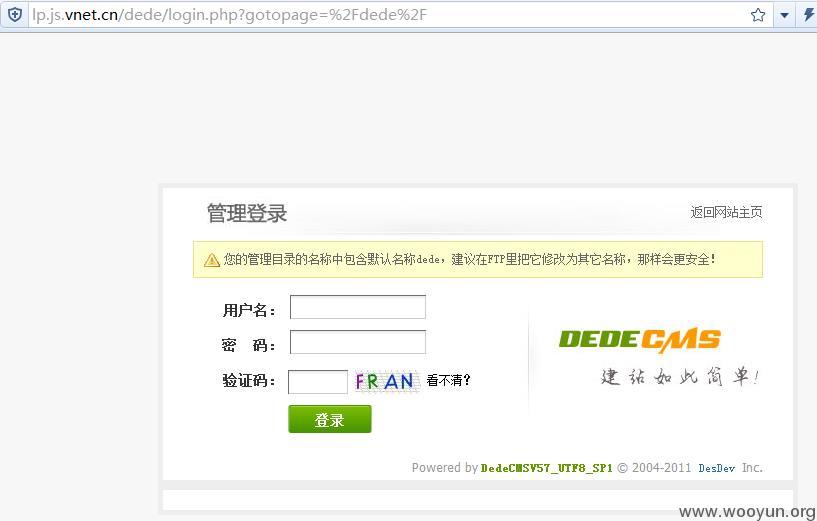 lp.js.vnet.cn/dede/login.php?gotopage=%2Fdede%2F
管理登录
返回网站主页
您的管理目录的名称中包含默认名称dede，建议在FTP里把它修改为其它名称，那样会更安全！
用户名：
密 码：
验证码： FRAN 看不清？
登录
DEDECMS
建站如此简单！
Powered by DedeCMSV57_UTF8_SP1 © 2004-2011 DesDev Inc.
www.wooyun.org